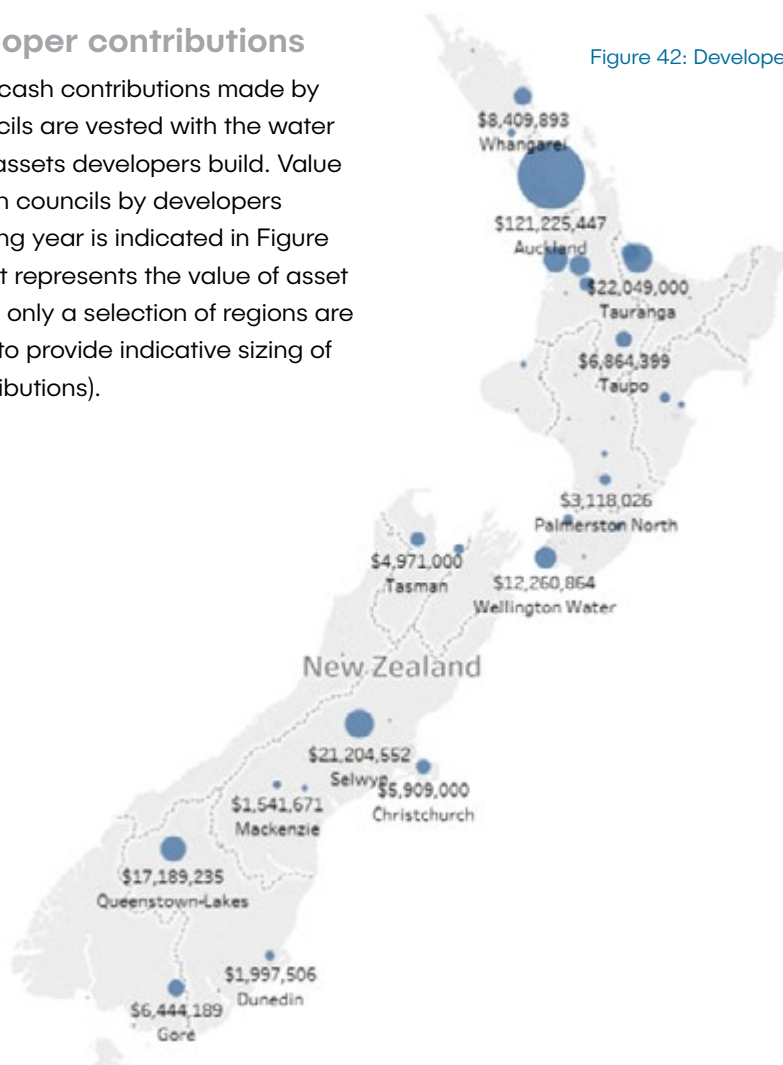 oper contributions
cash contributions made by
cils are vested with the water
assets developers build. Value
n councils by developers
ng year is indicated in Figure
t represents the value of asset
only a selection of regions are
to provide indicative sizing of
ibutions).
Figure 42: Develope
$8,409,893
Whangarei
$121,225,447
Auckland
$22,049,000
Tauranga
$6,864,399
Taupo
$3,118,026
Palmerston North
$4,971,000
Tasman
$12,260,864
Wellington Water
New Zealand
$21,204,552
Selwyn
$5,909,000
Christchurch
$1,541,671
Mackenzie
$17,189,235
Queenstown-Lakes
$1,997,506
Dunedin
$6,444,189
Gore